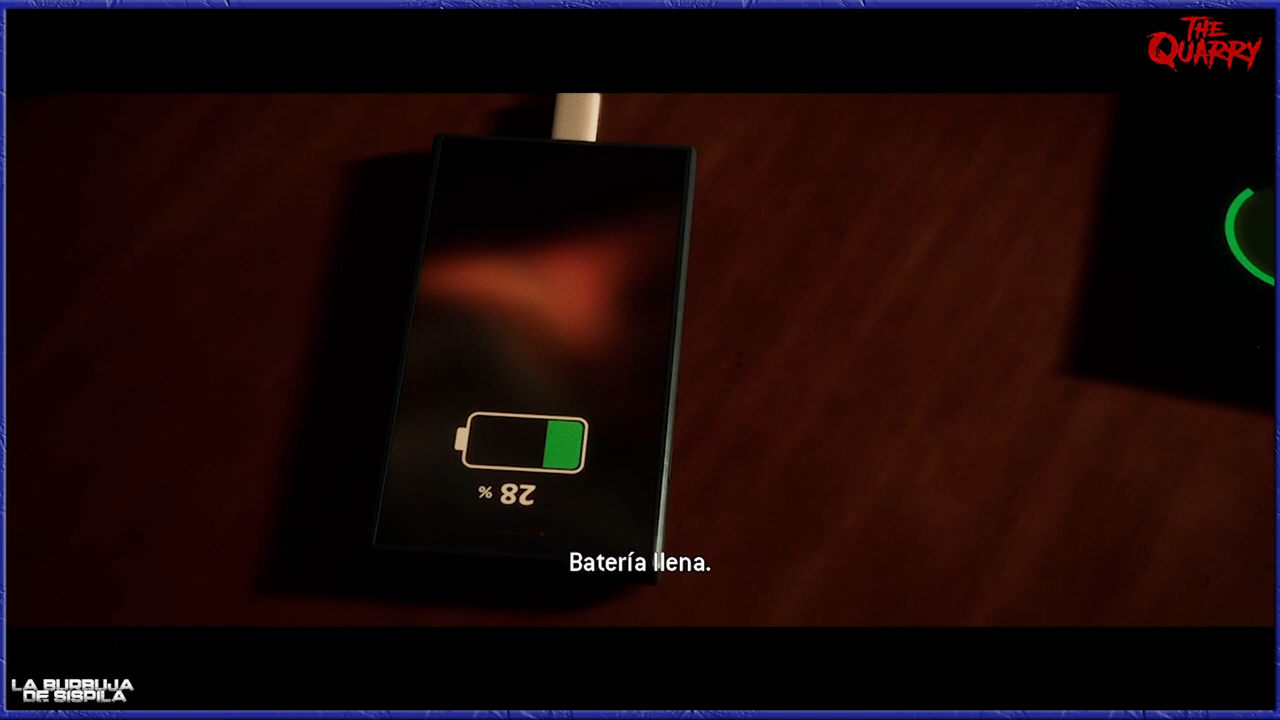 THE
QUARRY
28 %
Batería llena.
LA BURBUJA
DE SISPILA